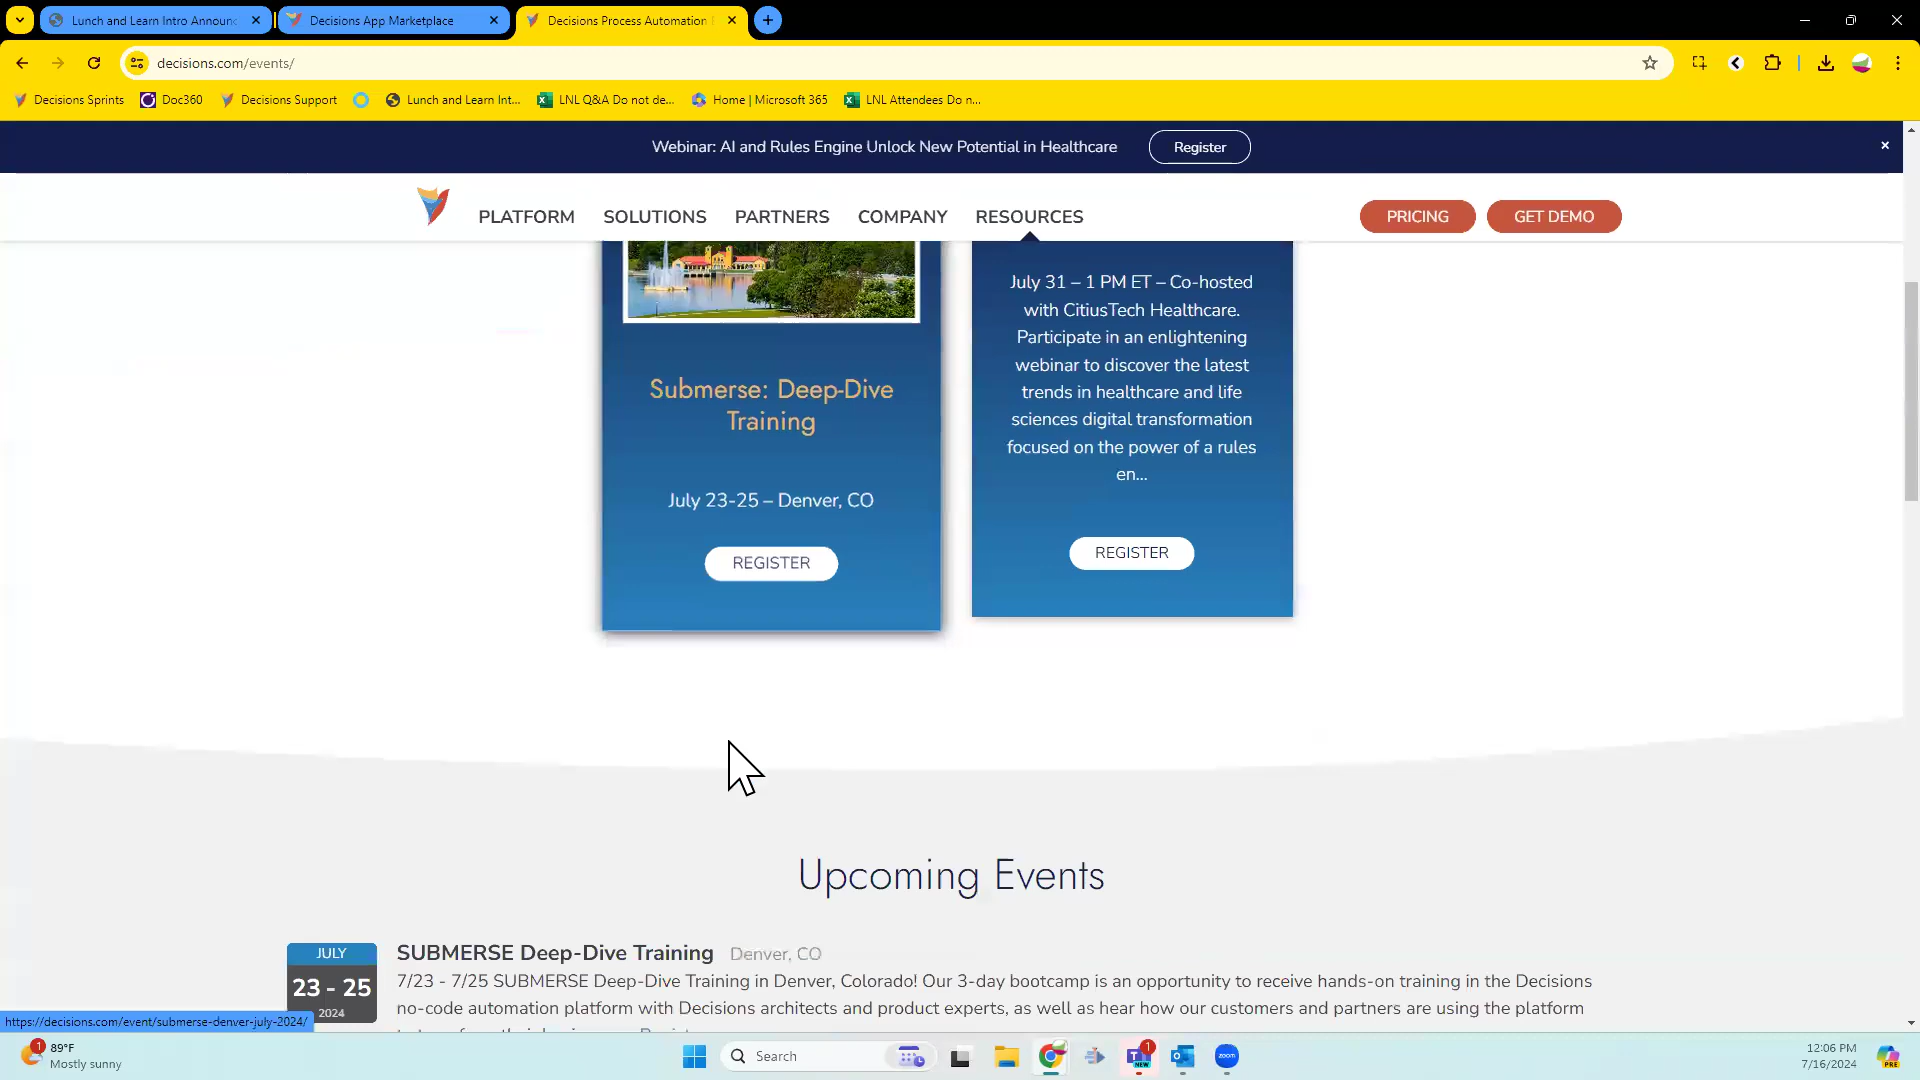 Lunch and Learn Intro Announc
Decisions App Marketplace
Decisions Process Automation
decisions.com/events/
Decisions Sprints
Doc360
Decisions Support
Lunch and Learn Int...
LNL Q&A Do not de...
Home | Microsoft 365
LNL Attendees Do n...
Webinar: AI and Rules Engine Unlock New Potential in Healthcare
Register
PLATFORM
SOLUTIONS
PARTNERS
COMPANY
RESOURCES
PRICING
GET DEMO
Submerse: Deep-Dive
Training
July 23-25 – Denver, CO
REGISTER
July 31 – 1 PM ET – Co-hosted
with CitiusTech Healthcare.
Participate in an enlightening
webinar to discover the latest
trends in healthcare and life
sciences digital transformation
focused on the power of a rules
en...
REGISTER
Upcoming Events
JULY
23 - 25
2024
SUBMERSE Deep-Dive Training Denver, CO
7/23 - 7/25 SUBMERSE Deep-Dive Training in Denver, Colorado! Our 3-day bootcamp is an opportunity to receive hands-on training in the Decisions
no-code automation platform with Decisions architects and product experts, as well as hear how our customers and partners are using the platform
https://decisions.com/event/submerse-denver-july-2024/
1
89°F
Mostly sunny
Search
1
NEW
zoom
12:06 PM
7/16/2024
PRE